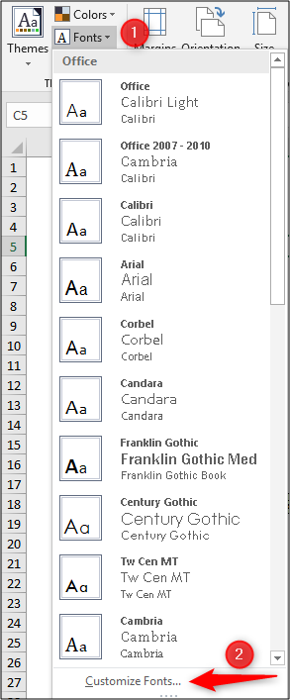 Colors
Fonts
1
Themes
Margins Orientation Size
Office
C5
Aa
Office
Calibri Light
Calibri
Aa
Office 2007 - 2010
Cambria
Calibri
Aa
Calibri
Calibri
Calibri
Aa
Arial
Arial
Arial
Aa
Corbel
Corbel
Corbel
Aa
Candara
Candara
Candara
Aa
Franklin Gothic
Franklin Gothic Med
Franklin Gothic Book
Aa
Century Gothic
Century Gothic
Century Gothic
Aa
Tw Cen MT
Tw Cen MT
Tw Cen MT
Aa
Cambria
Cambria
Cambria
1
2
3
4
5
6
7
8
9
10
11
12
13
14
15
16
17
18
19
20
21
22
23
24
25
26
27
2
Customize Fonts...